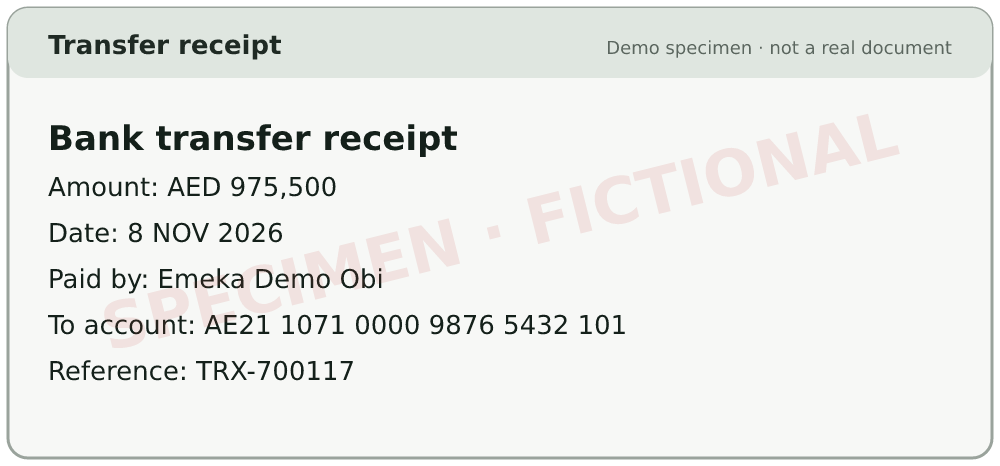 Transfer receipt
Demo specimen · not a real document
Bank transfer receipt
Amount: AED 975,500
Date: 8 NOV 2026
Paid by: Emeka Demo Obi
To account: AE21 1071 0000 9876 5432 101
Reference: TRX-700117
SPECIMEN · FICTIONAL